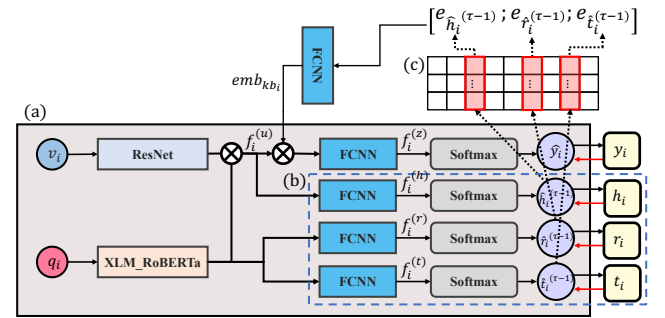 [e_{ĥ_i^{(τ−1)}}; e_{r̂_i^{(τ−1)}}; e_{t̂_i^{(τ−1)}}]
FCNN
emb_{kb_i}
(c)
... ... ...
(a)
v_i
ResNet
f_i^{(u)}
FCNN
f_i^{(z)}
Softmax
ŷ_i
y_i
(b)
FCNN
f_i^{(h)}
Softmax
ĥ_i^{(τ−1)}
h_i
q_i
XLM_RoBERTa
FCNN
f_i^{(r)}
Softmax
r̂_i^{(τ−1)}
r_i
FCNN
f_i^{(t)}
Softmax
t̂_i^{(τ−1)}
t_i